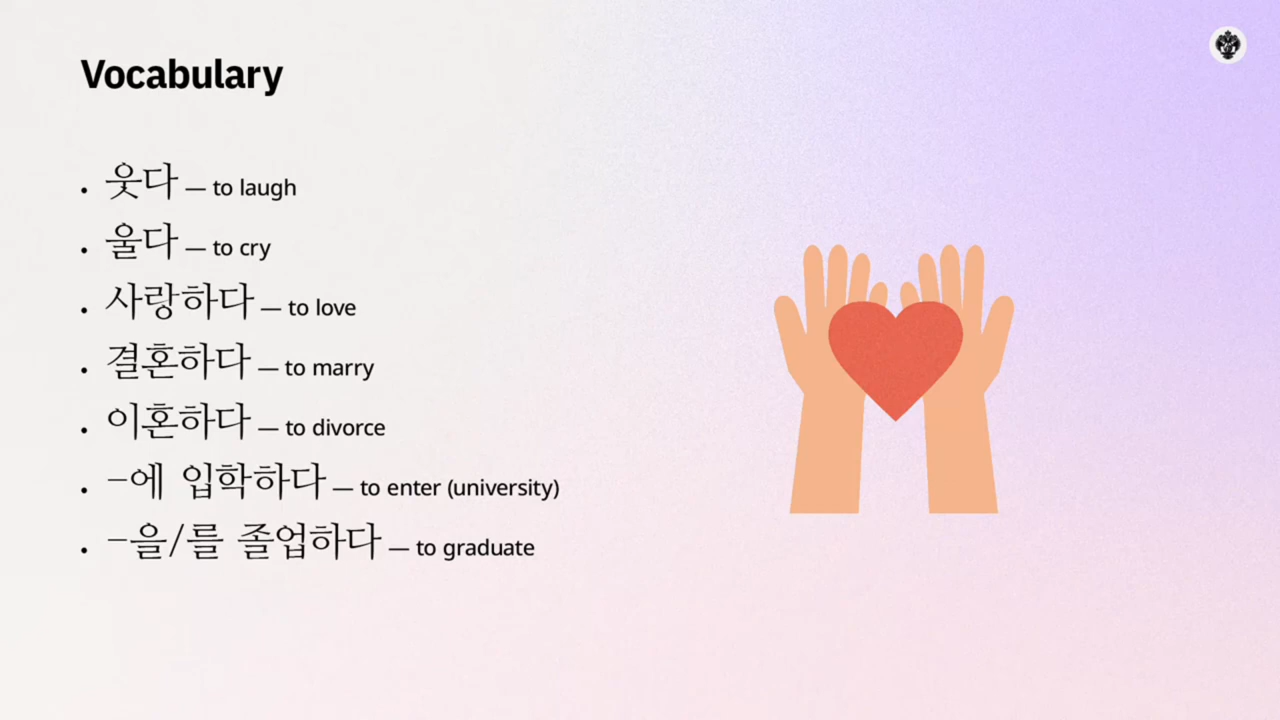 Vocabulary
• 웃다 — to laugh
• 울다 — to cry
• 사랑하다 — to love
• 결혼하다 — to marry
• 이혼하다 — to divorce
• –에 입학하다 — to enter (university)
• –을/를 졸업하다 — to graduate